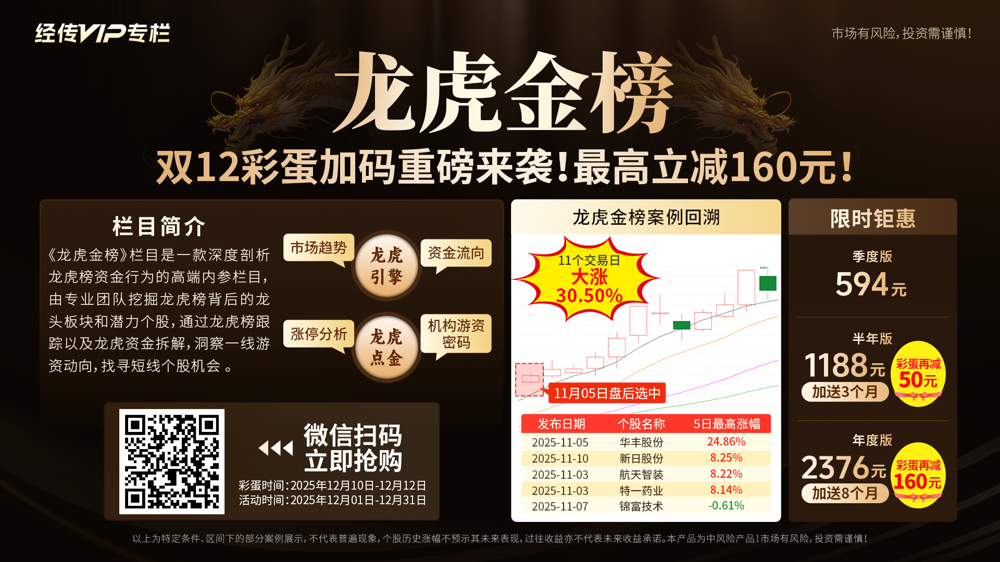 经传VIP专栏
市场有风险，投资需谨慎！
龙虎金榜
双12彩蛋加码重磅来袭！最高立减160元！
栏目简介
《龙虎金榜》栏目是一款深度剖析
龙虎榜资金行为的高端内参栏目，
由专业团队挖掘龙虎榜背后的龙
头板块和潜力个股，通过龙虎榜跟
踪以及龙虎资金拆解，洞察一线游
资动向，找寻短线个股机会 。
市场趋势
龙虎
引擎
资金流向
涨停分析
龙虎
点金
机构游资
密码
微信扫码
立即抢购
彩蛋时间：2025年12月10日-12月12日
活动时间：2025年12月01日-12月31日
龙虎金榜案例回溯
11个交易日
大涨
30.50%
11月05日盘后选中
发布日期 个股名称 5日最高涨幅
2025-11-05 华丰股份 24.86%
2025-11-10 新日股份 8.25%
2025-11-03 航天智装 8.22%
2025-11-03 特一药业 8.14%
2025-11-07 锦富技术 -0.61%
限时钜惠
季度版
594元
半年版
1188元
加送3个月
彩蛋再减
50元
年度版
2376元
加送8个月
彩蛋再减
160元
以上为特定条件、区间下的部分案例展示，不代表普遍现象，个股历史涨幅不预示其未来表现，过往收益亦不代表未来收益承诺。本产品为中风险产品！市场有风险，投资需谨慎！